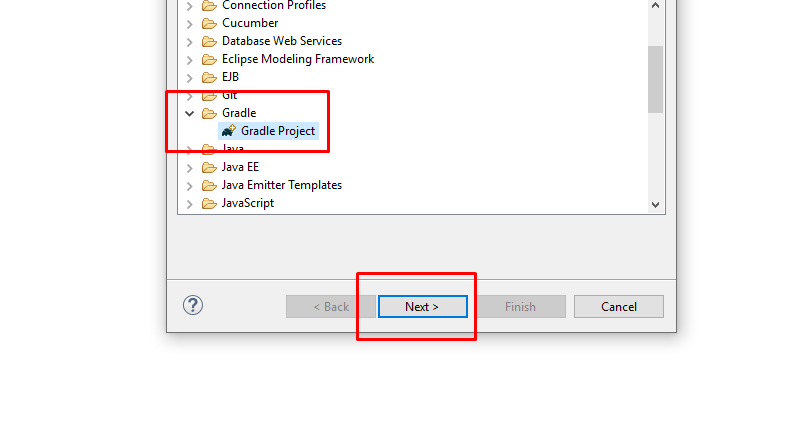 Connection Profiles
Cucumber
Database Web Services
Eclipse Modeling Framework
EJB
Git
Gradle
Gradle Project
Java
Java EE
Java Emitter Templates
JavaScript
?
< Back
Next >
Finish
Cancel